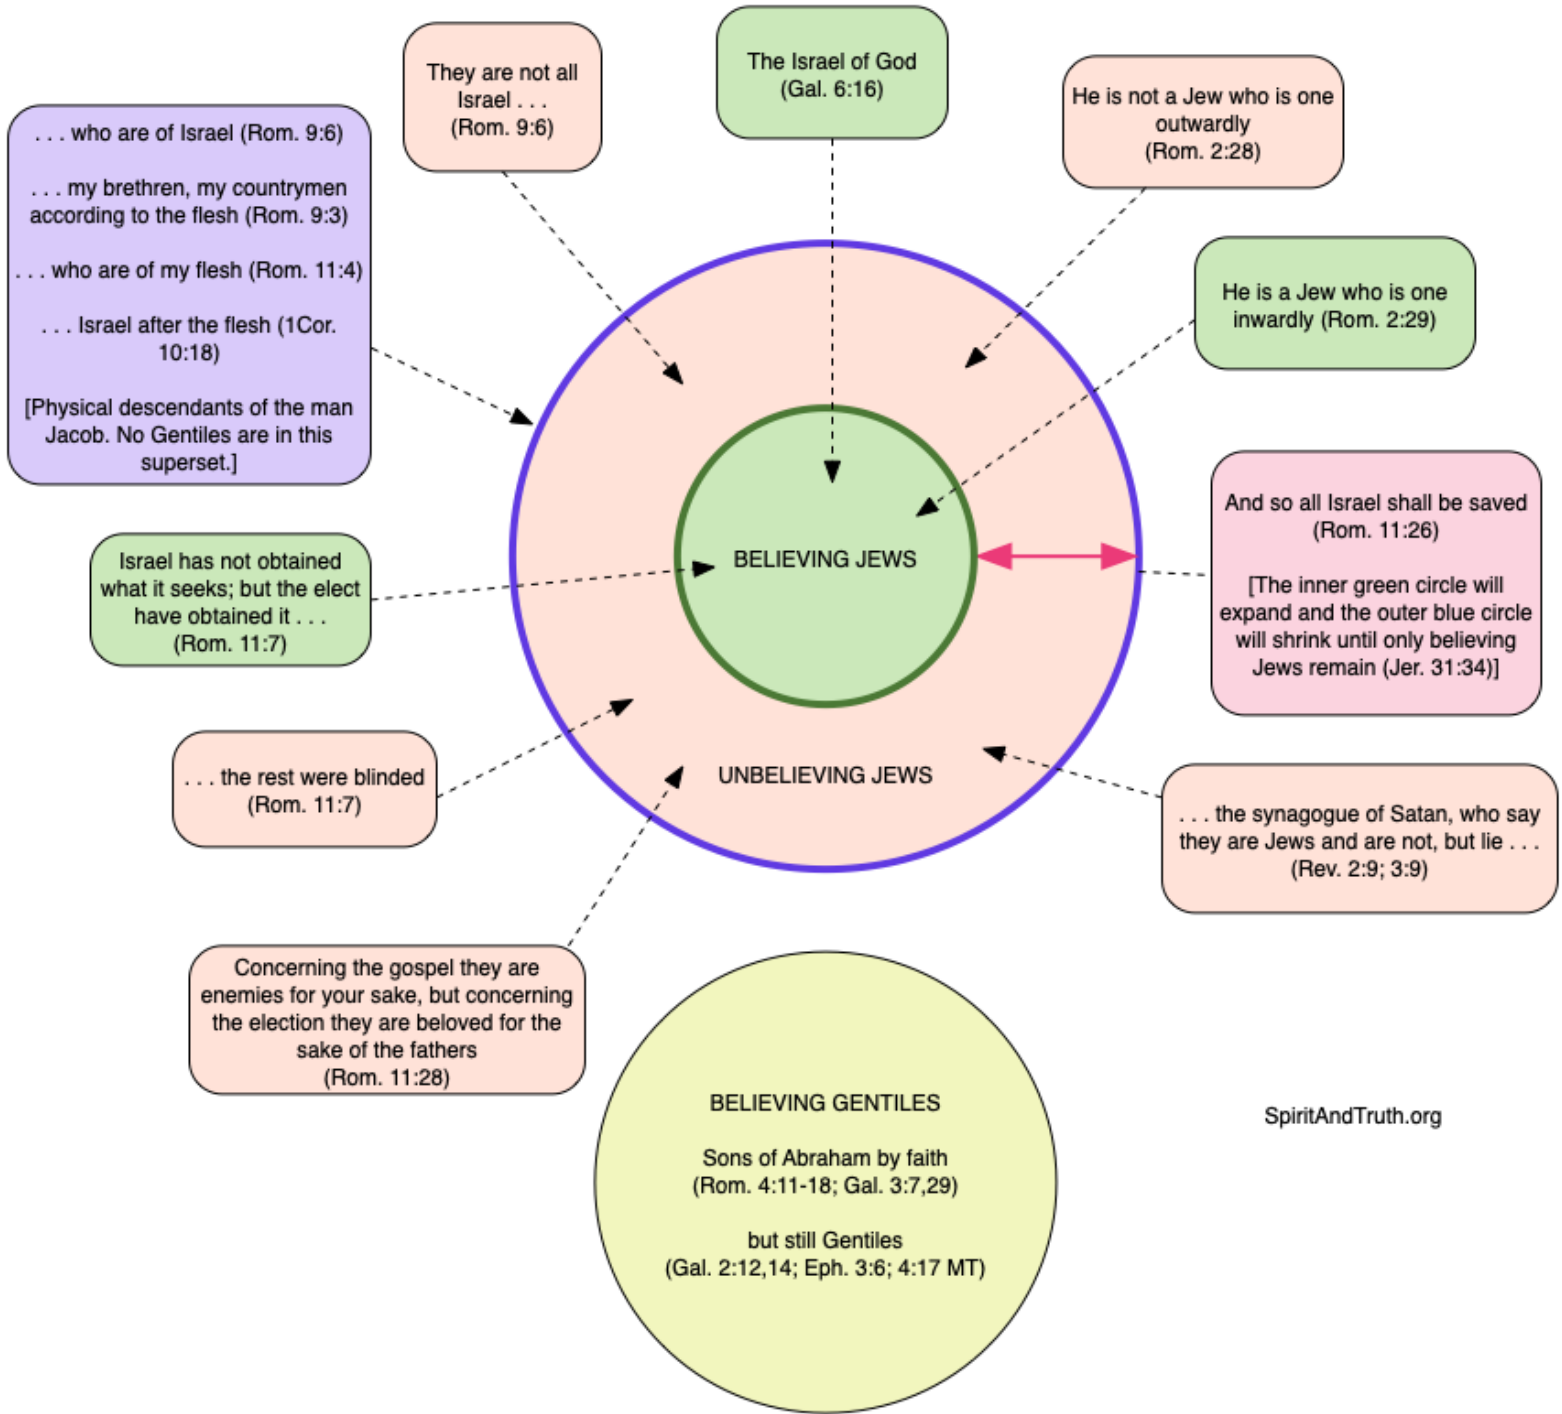 The Israel of God
(Gal. 6:16)
They are not all
Israel . . .
(Rom. 9:6)
He is not a Jew who is one
outwardly
(Rom. 2:28)
. . . who are of Israel (Rom. 9:6)
. . . my brethren, my countrymen
according to the flesh (Rom. 9:3)
. . . who are of my flesh (Rom. 11:4)
. . . Israel after the flesh (1Cor.
10:18)
[Physical descendants of the man
Jacob. No Gentiles are in this
superset.]
He is a Jew who is one
inwardly (Rom. 2:29)
And so all Israel shall be saved
(Rom. 11:26)
[The inner green circle will
expand and the outer blue circle
will shrink until only believing
Jews remain (Jer. 31:34)]
Israel has not obtained
what it seeks; but the elect
have obtained it . . .
(Rom. 11:7)
BELIEVING JEWS
. . . the rest were blinded
(Rom. 11:7)
UNBELIEVING JEWS
. . . the synagogue of Satan, who say
they are Jews and are not, but lie . . .
(Rev. 2:9; 3:9)
Concerning the gospel they are
enemies for your sake, but concerning
the election they are beloved for the
sake of the fathers
(Rom. 11:28)
BELIEVING GENTILES
Sons of Abraham by faith
(Rom. 4:11-18; Gal. 3:7,29)
but still Gentiles
(Gal. 2:12,14; Eph. 3:6; 4:17 MT)
SpiritAndTruth.org